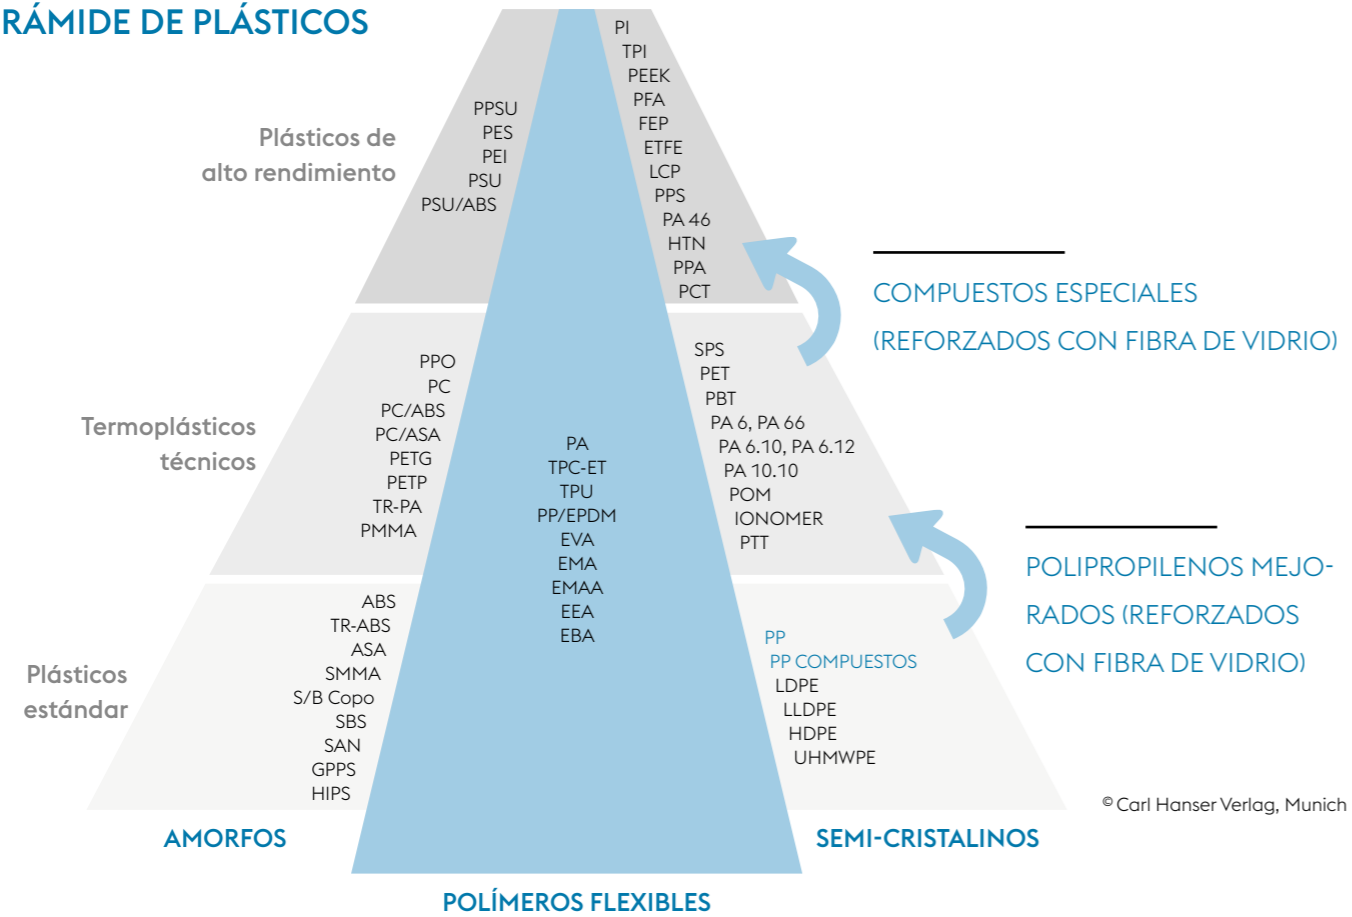 RÁMIDE DE PLÁSTICOS
Plásticos de
alto rendimiento
PPSU
PES
PEI
PSU
PSU/ABS
PI
TPI
PEEK
PFA
FEP
ETFE
LCP
PPS
PA 46
HTN
PPA
PCT
COMPUESTOS ESPECIALES
(REFORZADOS CON FIBRA DE VIDRIO)
Termoplásticos
técnicos
PPO
PC
PC/ABS
PC/ASA
PETG
PETP
TR-PA
PMMA
PA
TPC-ET
TPU
PP/EPDM
EVA
EMA
EMAA
EEA
EBA
SPS
PET
PBT
PA 6, PA 66
PA 6.10, PA 6.12
PA 10.10
POM
IONOMER
PTT
POLIPROPILENOS MEJO-
RADOS (REFORZADOS
CON FIBRA DE VIDRIO)
Plásticos
estándar
ABS
TR-ABS
ASA
SMMA
S/B Copo
SBS
SAN
GPPS
HIPS
PP
PP COMPUESTOS
LDPE
LLDPE
HDPE
UHMWPE
© Carl Hanser Verlag, Munich
AMORFOS
SEMI-CRISTALINOS
POLÍMEROS FLEXIBLES